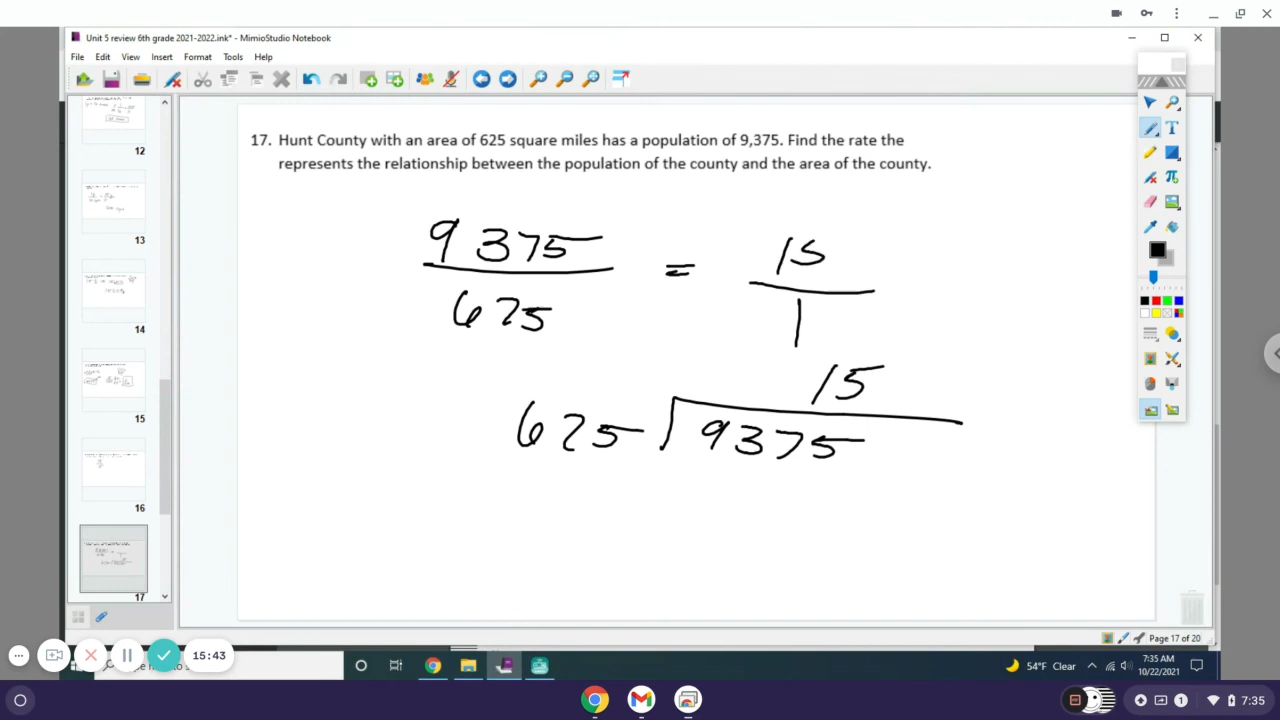 Unit 5 review 6th grade 2021-2022.ink* - MimioStudio Notebook
File Edit View Insert Format Tools Help
12
13
14
15
16
17
17. Hunt County with an area of 625 square miles has a population of 9,375. Find the rate the
represents the relationship between the population of the county and the area of the county.
9375
= 15
625
1
15
625 9375
T
Page 17 of 20
15:43
54°F Clear
7:35 AM
10/22/2021
1
7:35